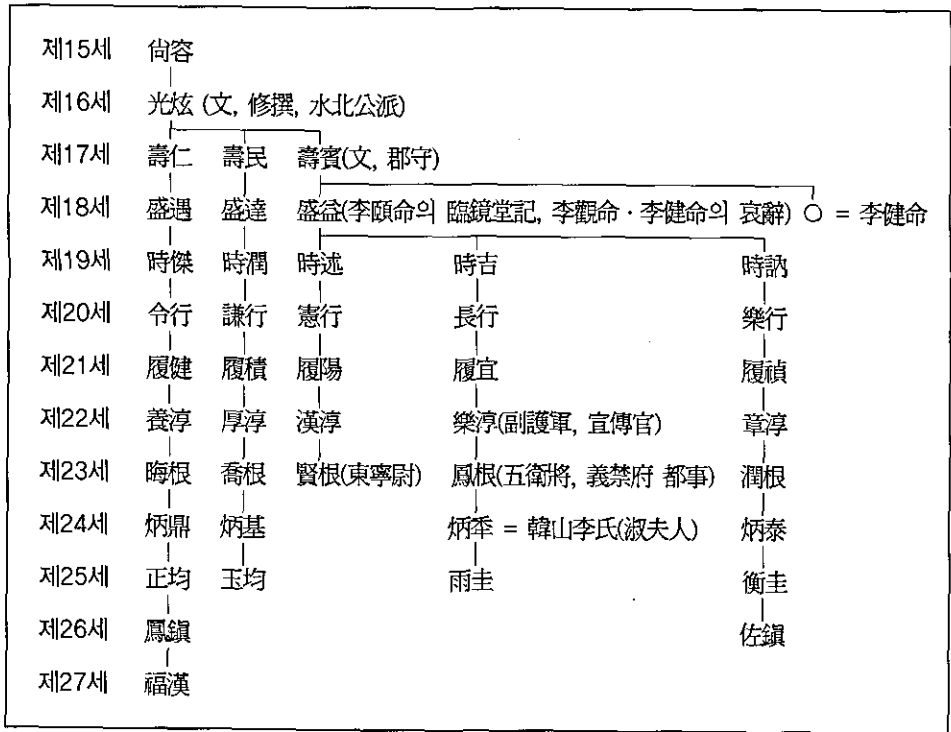 제15세 尙容
제16세 光炫 (文, 修撰, 水北公派)
제17세 壽仁 壽民 壽賓(文, 郡守)
제18세 盛遇 盛達 盛益(李頤命의 臨鏡堂記, 李觀命·李健命의 哀辭) ○ = 李健命
제19세 時傑 時潤 時述 時吉 時訥
제20세 令行 謙行 憲行 長行 樂行
제21세 履健 履積 履陽 履宜 履禎
제22세 養淳 厚淳 漢淳 樂淳(副護軍, 宣傳官) 章淳
제23세 晦根 喬根 賢根(東寧尉) 鳳根(五衛將, 義禁府 都事) 潤根
제24세 炳鼎 炳基 = 韓山李氏(淑夫人) 炳泰
제25세 正均 玉均 雨圭 衡圭
제26세 鳳鎭 佐鎭
제27세 福漢